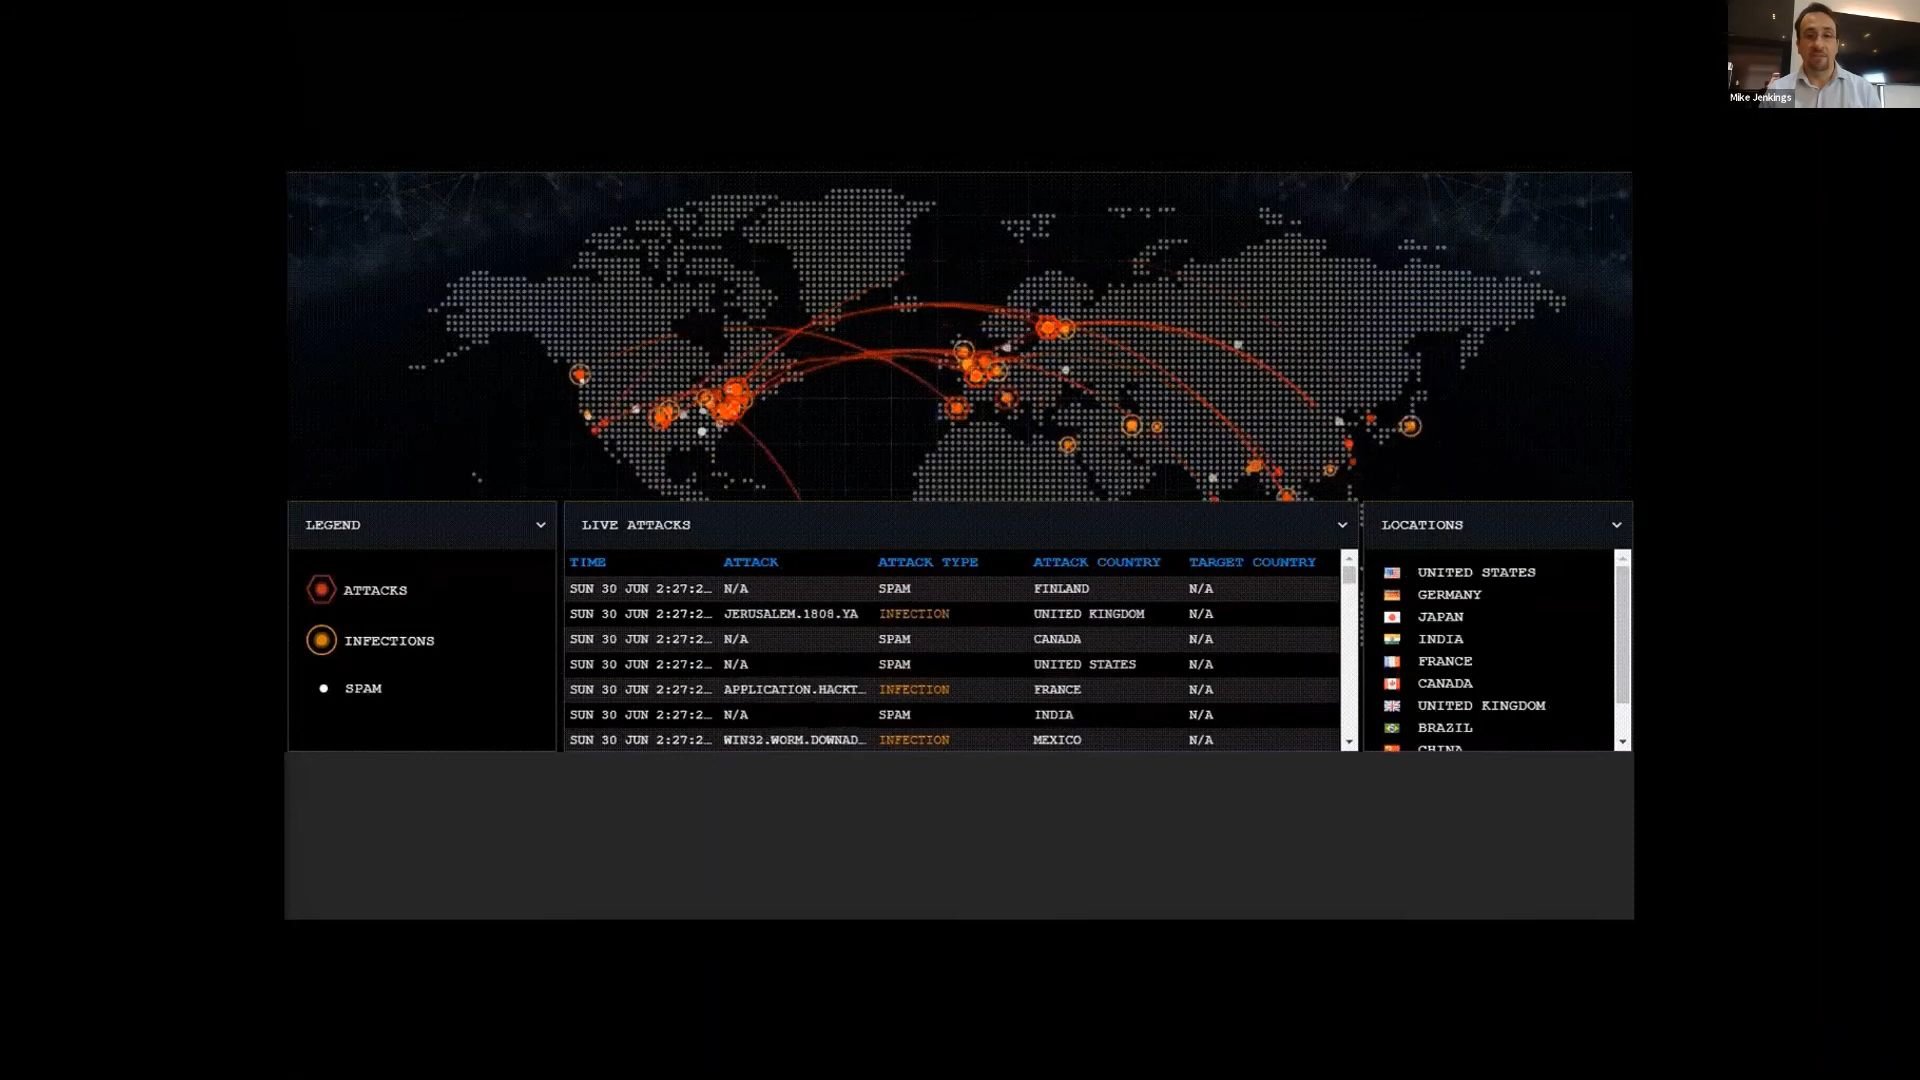 Mike Jenkings
LEGEND
ATTACKS
INFECTIONS
SPAM
LIVE ATTACKS
TIME ATTACK ATTACK TYPE ATTACK COUNTRY TARGET COUNTRY
SUN 30 JUN 2:27:2… N/A SPAM FINLAND N/A
SUN 30 JUN 2:27:2… JERUSALEM.1808.YA INFECTION UNITED KINGDOM N/A
SUN 30 JUN 2:27:2… N/A SPAM CANADA N/A
SUN 30 JUN 2:27:2… N/A SPAM UNITED STATES N/A
SUN 30 JUN 2:27:2… APPLICATION.HACKT… INFECTION FRANCE N/A
SUN 30 JUN 2:27:2… N/A SPAM INDIA N/A
SUN 30 JUN 2:27:2… WIN32.WORM.DOWNAD… INFECTION MEXICO N/A
LOCATIONS
UNITED STATES
GERMANY
JAPAN
INDIA
FRANCE
CANADA
UNITED KINGDOM
BRAZIL
CHINA